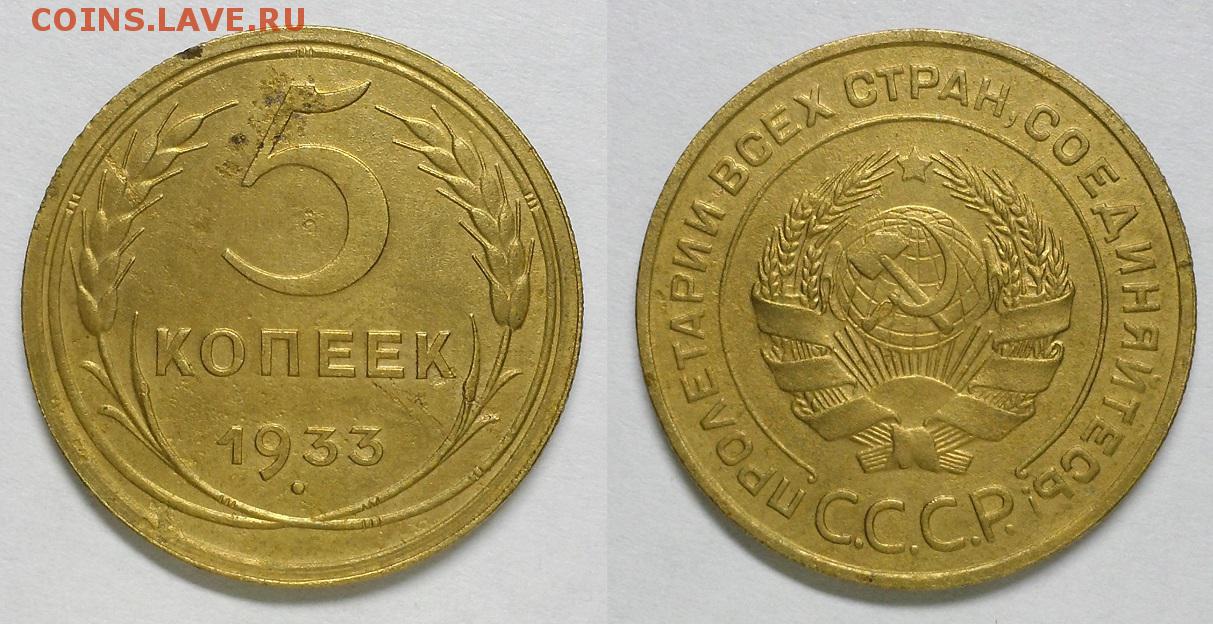 COINS.LAVE.RU
5
КОПЕЕК
1933
ПРОЛЕТАРИИ ВСЕХ СТРАН, СОЕДИНЯЙТЕСЬ!
С.С.С.Р.